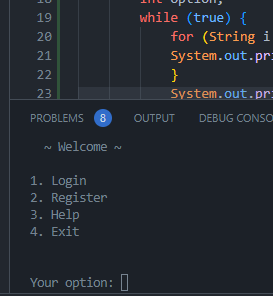 18 int option;
19 while (true) {
20 for (String i
21 System.out.pri
22 }
23 System.out.pri
PROBLEMS 8 OUTPUT DEBUG CONSO
~ Welcome ~
1. Login
2. Register
3. Help
4. Exit
Your option: